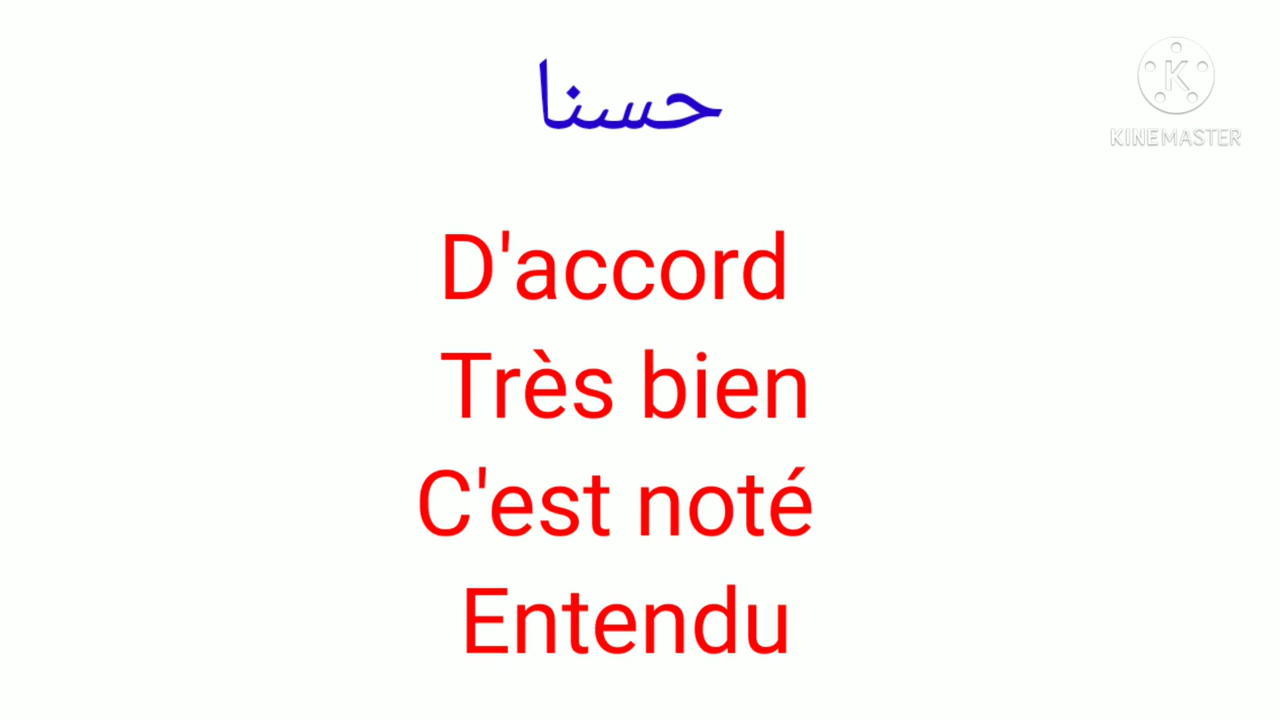 حسنا
D'accord
Très bien
C'est noté
Entendu
K
KINEMASTER